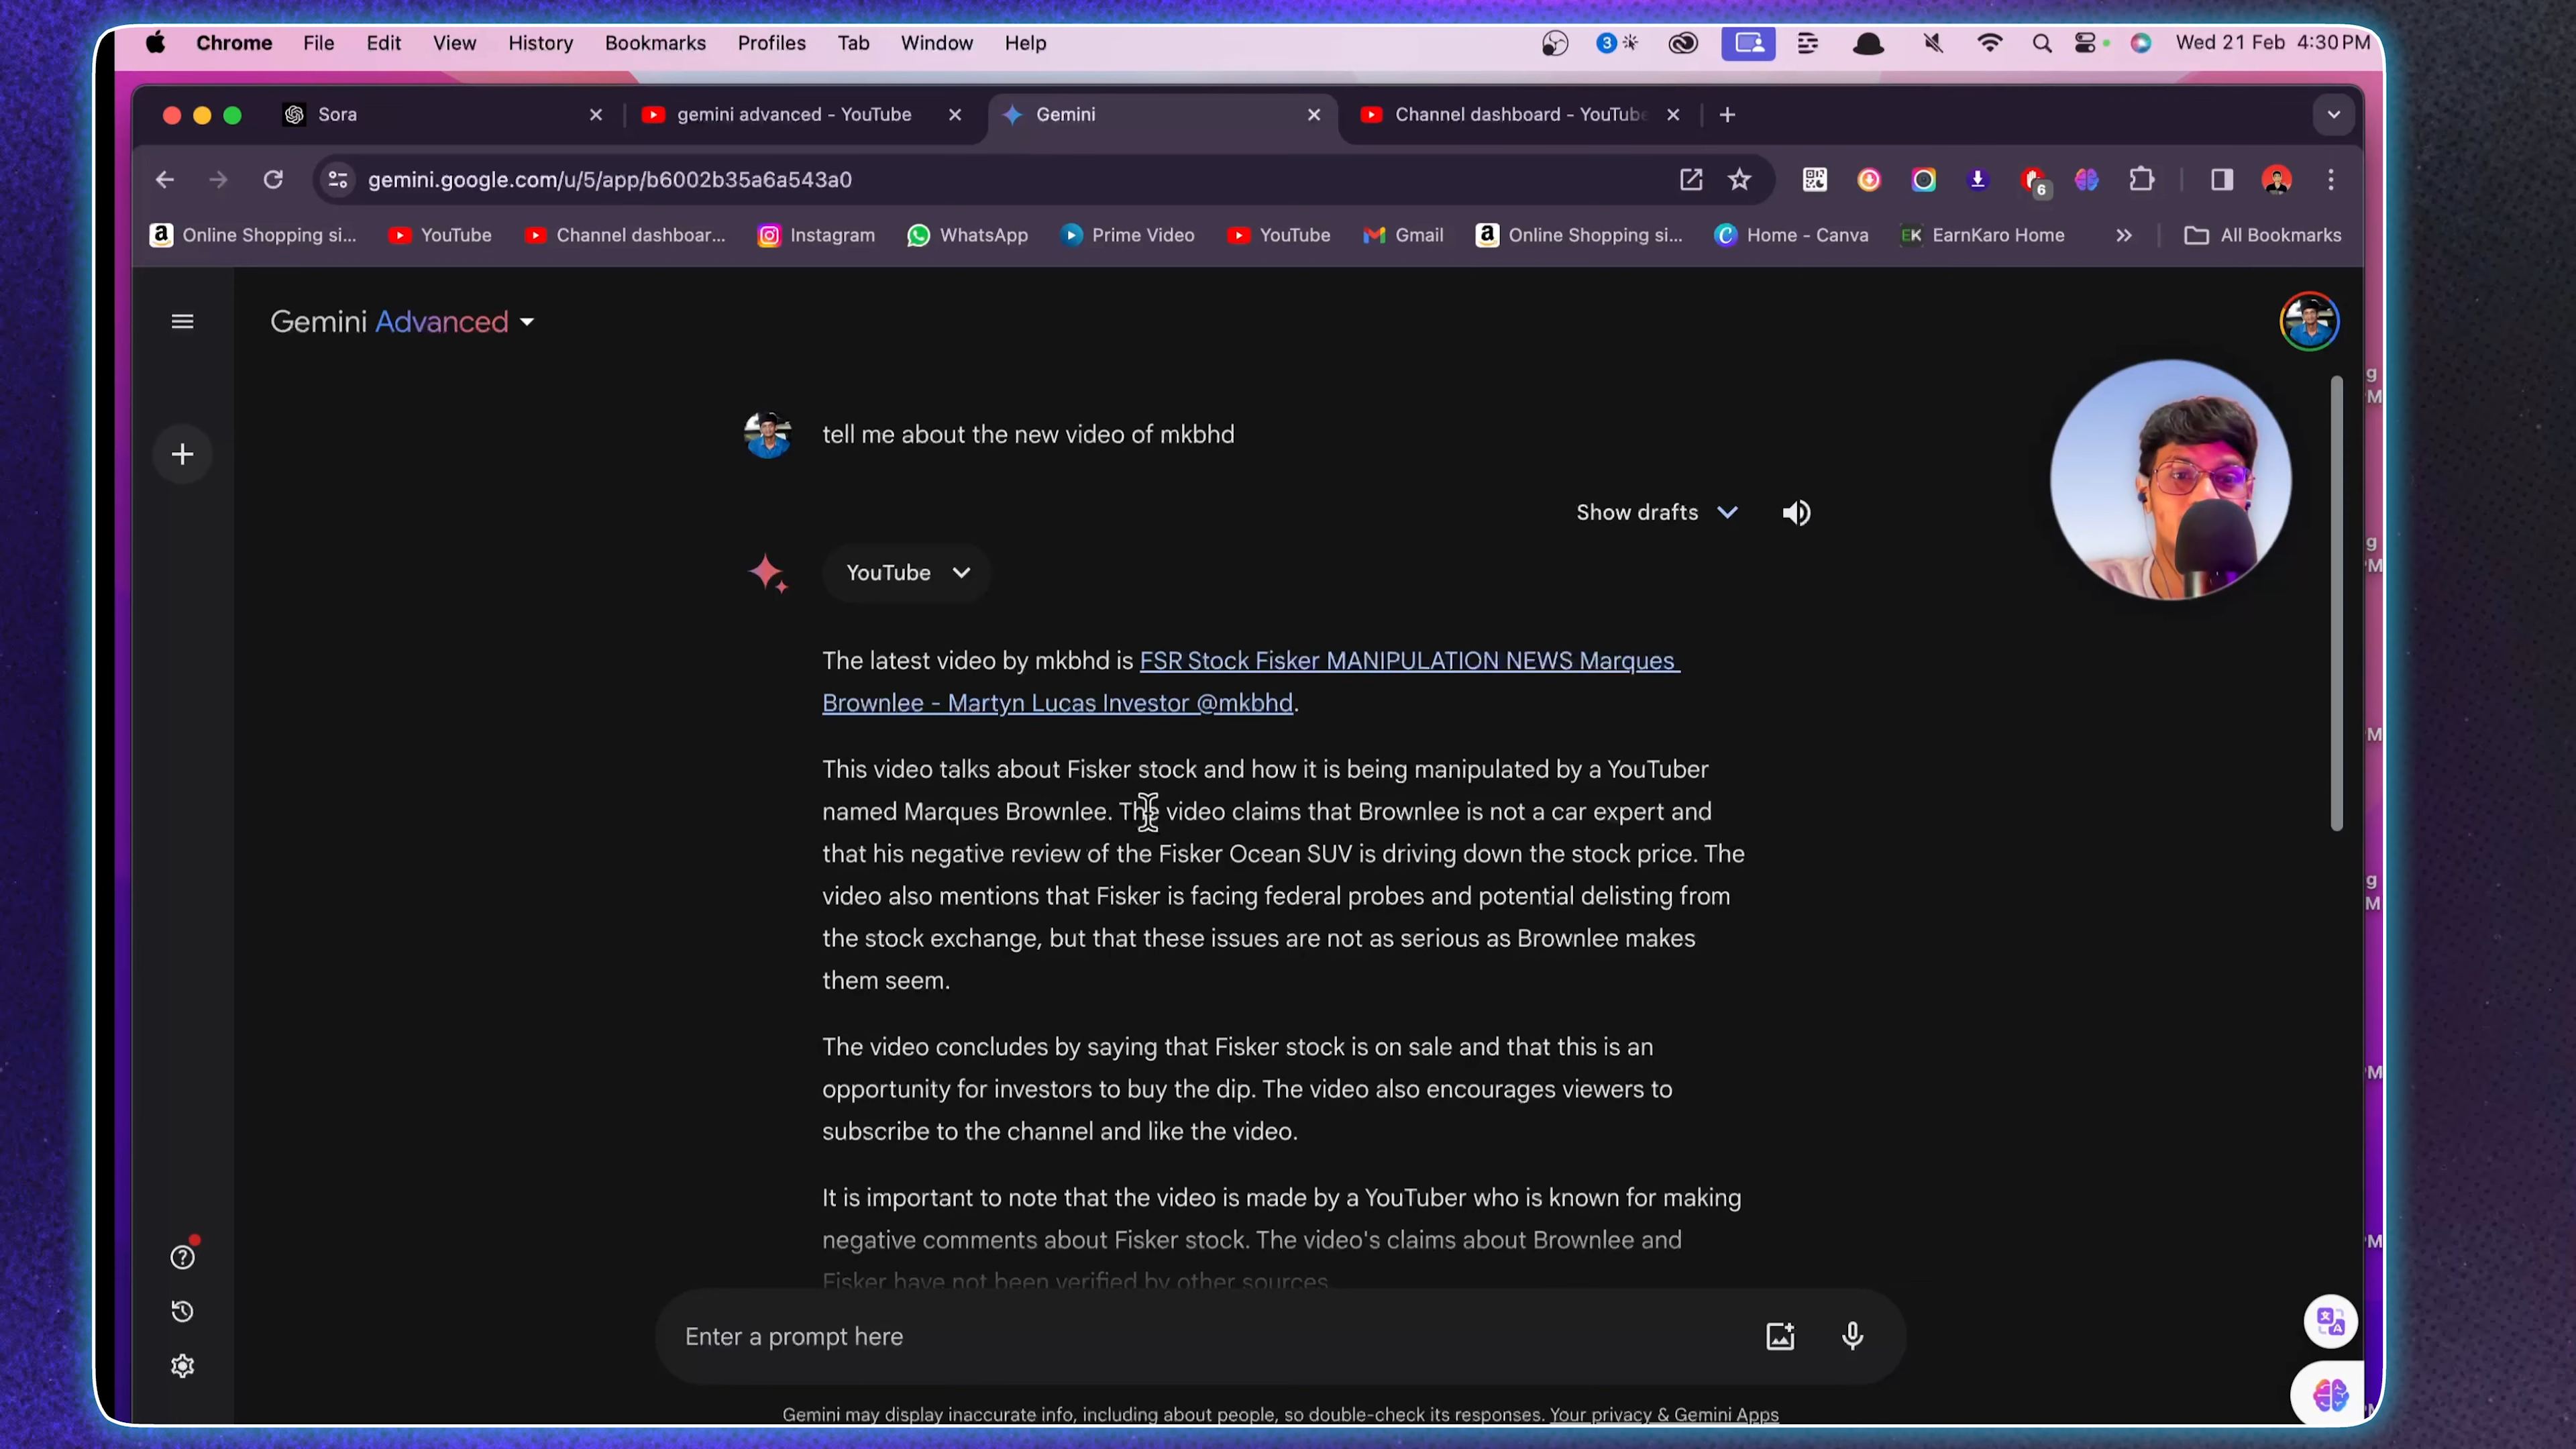 Chrome File Edit View History Bookmarks Profiles Tab Window Help 3 Wed 21 Feb 4:30 PM
Sora gemini advanced - YouTube Gemini Channel dashboard - YouTube
gemini.google.com/u/5/app/b6002b35a6a543a0 6
Online Shopping si... YouTube Channel dashboar... Instagram WhatsApp Prime Video YouTube Gmail Online Shopping si... Home - Canva EK EarnKaro Home All Bookmarks
Gemini Advanced
tell me about the new video of mkbhd
Show drafts
YouTube
The latest video by mkbhd is FSR Stock Fisker MANIPULATION NEWS Marques
Brownlee - Martyn Lucas Investor @mkbhd.
This video talks about Fisker stock and how it is being manipulated by a YouTuber
named Marques Brownlee. The video claims that Brownlee is not a car expert and
that his negative review of the Fisker Ocean SUV is driving down the stock price. The
video also mentions that Fisker is facing federal probes and potential delisting from
the stock exchange, but that these issues are not as serious as Brownlee makes
them seem.
The video concludes by saying that Fisker stock is on sale and that this is an
opportunity for investors to buy the dip. The video also encourages viewers to
subscribe to the channel and like the video.
It is important to note that the video is made by a YouTuber who is known for making
negative comments about Fisker stock. The video's claims about Brownlee and
Fisker have not been verified by other sources.
Enter a prompt here
Gemini may display inaccurate info, including about people, so double-check its responses. Your privacy & Gemini Apps